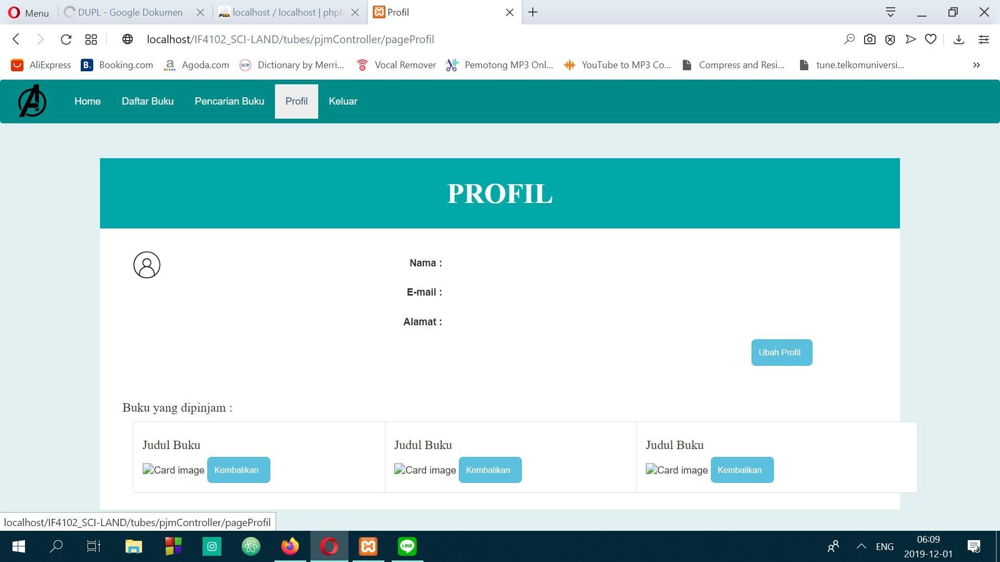 Menu
DUPL - Google Dokumen
PMA
localhost / localhost | phpM
Profil
localhost/IF4102_SCI-LAND/tubes/pjmController/pageProfil
AliExpress
B.
Booking.com
a
Agoda.com
M-W
Dictionary by Merri...
Vocal Remover
Pemotong MP3 Onl...
YouTube to MP3 Co...
Compress and Resi...
tune.telkomuniversi...
A
Home
Daftar Buku
Pencarian Buku
Profil
Keluar
PROFIL
Nama :
E-mail :
Alamat :
Ubah Profil
Buku yang dipinjam :
Judul Buku
Card image
Kembalikan
Judul Buku
Card image
Kembalikan
Judul Buku
Card image
Kembalikan
localhost/IF4102_SCI-LAND/tubes/pjmController/pageProfil
LINE
ENG
06:09
2019-12-01